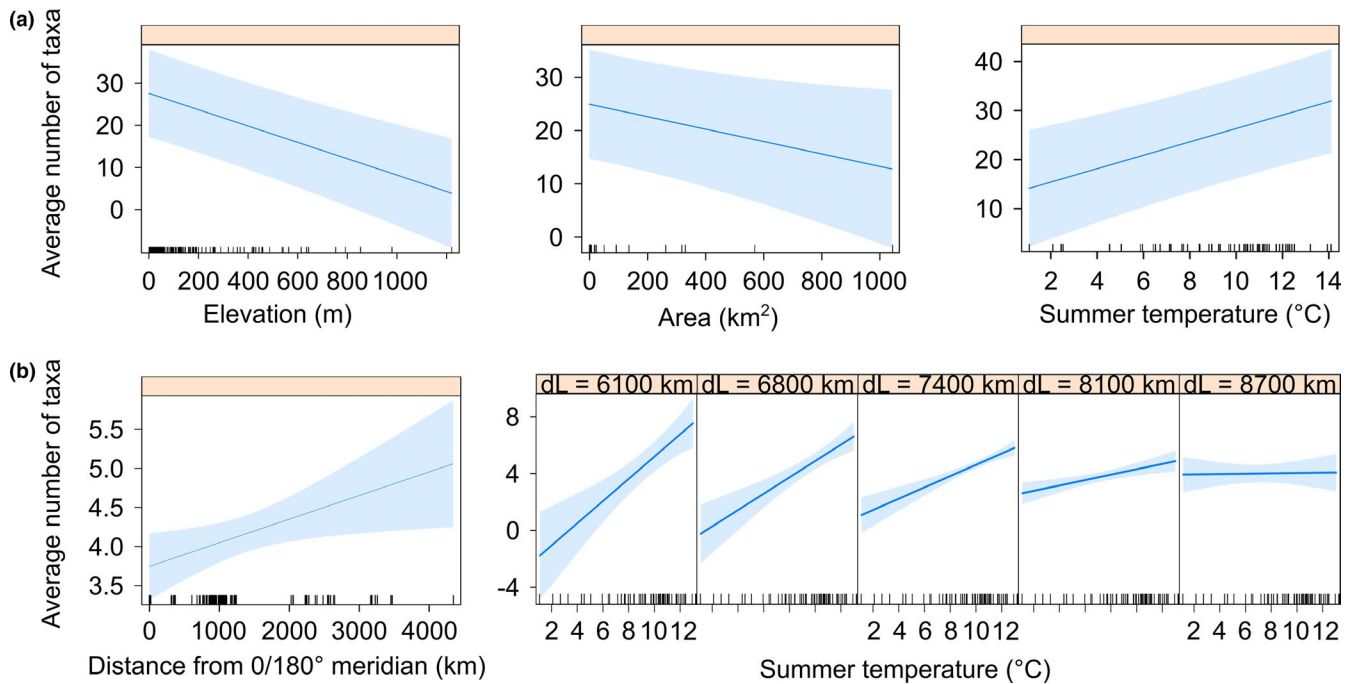 (a)
Average number of taxa
30
20
10
0
0 200 400 600 800 1000
Elevation (m)
30
20
10
0
0 200 400 600 800 1000
Area (km²)
40
30
20
10
2 4 6 8 10 12 14
Summer temperature (°C)
(b)
Average number of taxa
5.5
5.0
4.5
4.0
3.5
0 1000 2000 3000 4000
Distance from 0/180° meridian (km)
dL = 6100 km dL = 6800 km dL = 7400 km dL = 8100 km dL = 8700 km
8
4
0
-4
2 4 6 8 10 12 2 4 6 8 10 12 2 4 6 8 10 12
Summer temperature (°C)